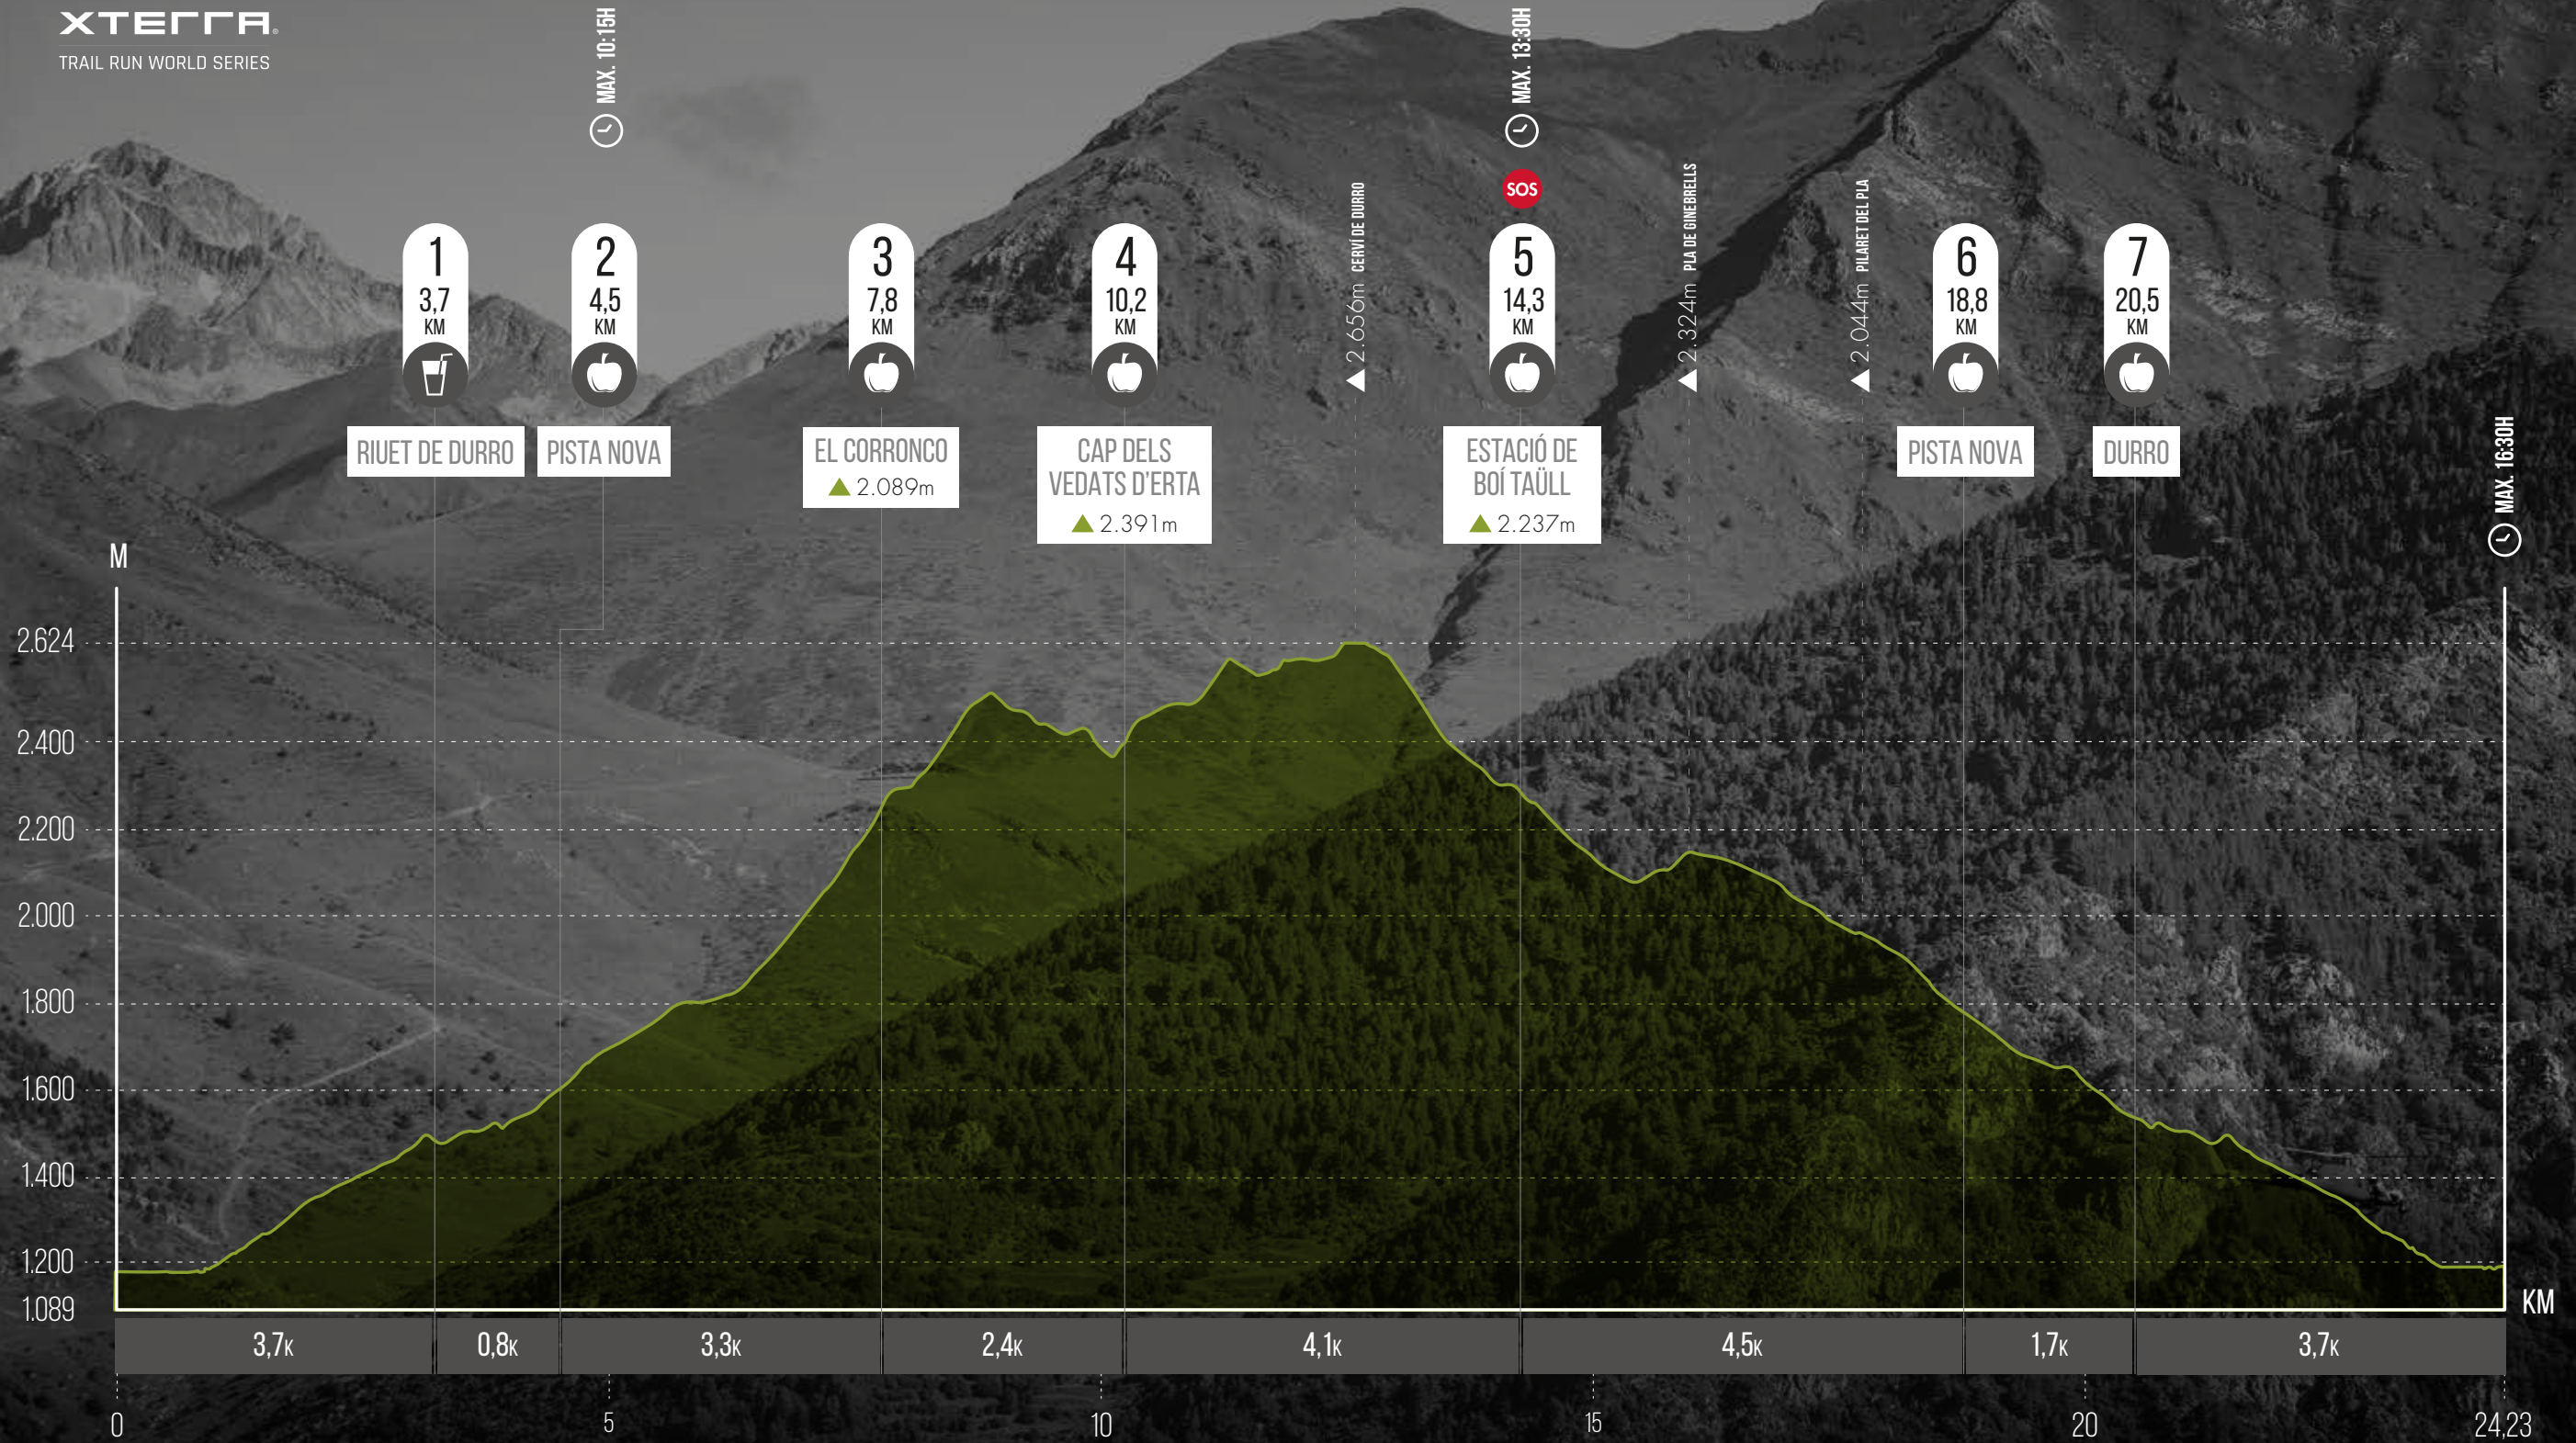 XTERRA®
TRAIL RUN WORLD SERIES
MAX. 10:15H
MAX. 13:30H
SOS
1
3,7
KM
2
4,5
KM
3
7,8
KM
4
10,2
KM
2.656m CERVÍ DE DURRO
5
14,3
KM
2.324m PLA DE GINEBRELLS
2.044m PILARET DEL PLA
6
18,8
KM
7
20,5
KM
RIUET DE DURRO
PISTA NOVA
EL CORRONCO
2.089m
CAP DELS
VEDATS D'ERTA
2.391m
ESTACIÓ DE
BOÍ TAÜLL
2.237m
PISTA NOVA
DURRO
MAX. 16:30H
M
2.624
2.400
2.200
2.000
1.800
1.600
1.400
1.200
1.089
KM
3,7K
0,8K
3,3K
2,4K
4,1K
4,5K
1,7K
3,7K
0
5
10
15
20
24,23